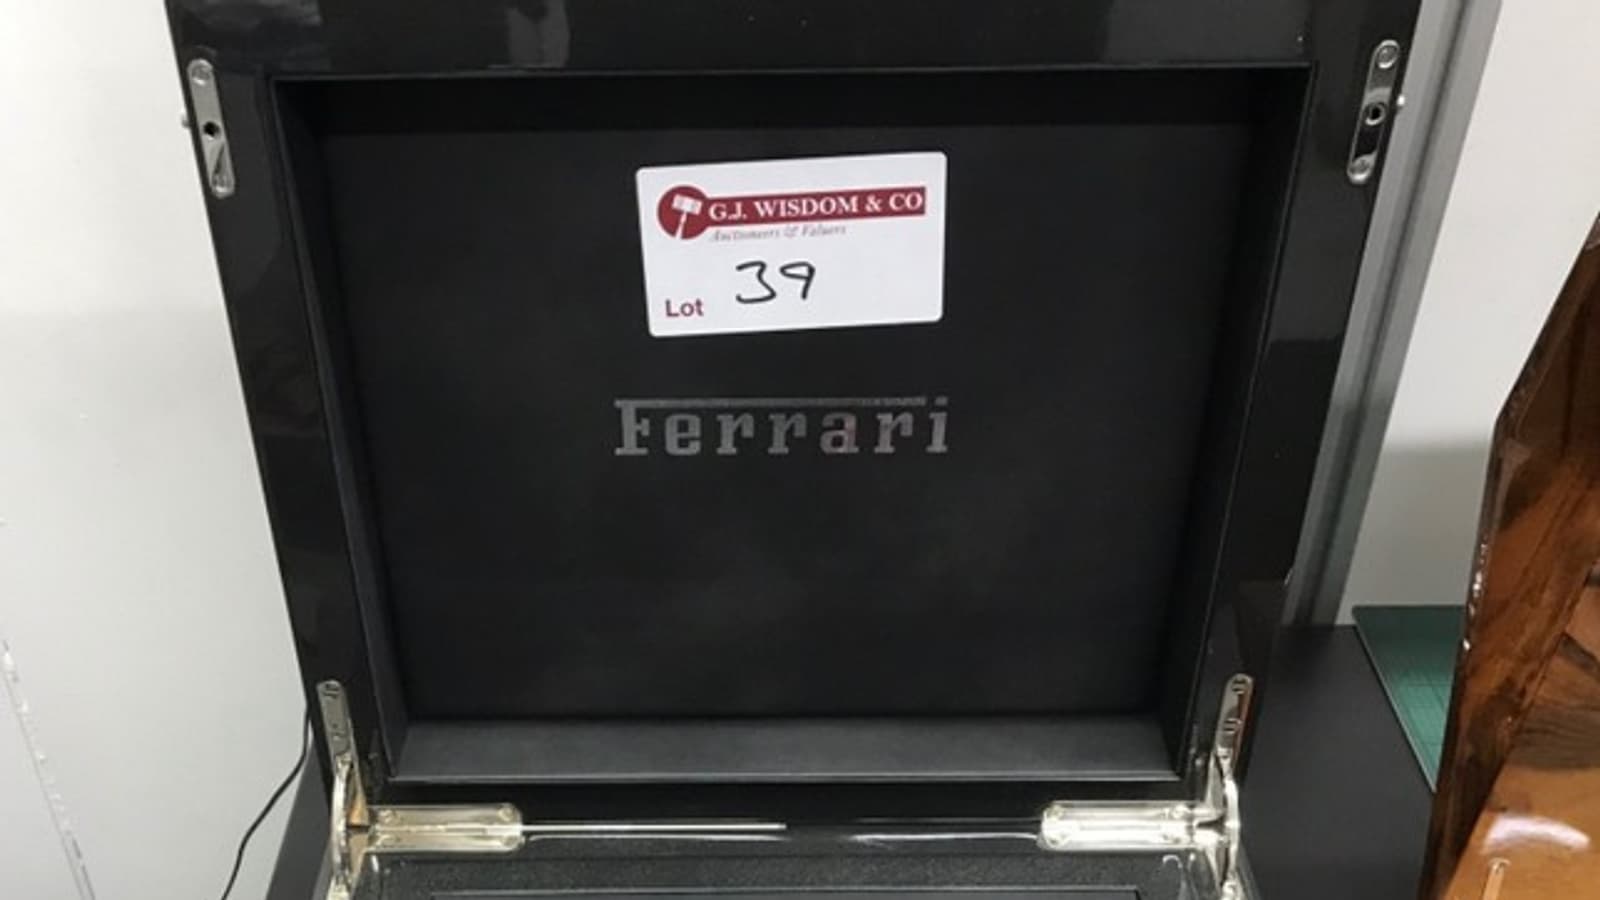 G.J. WISDOM & CO
Auctioneers & Valuers
Lot 39
Ferrari